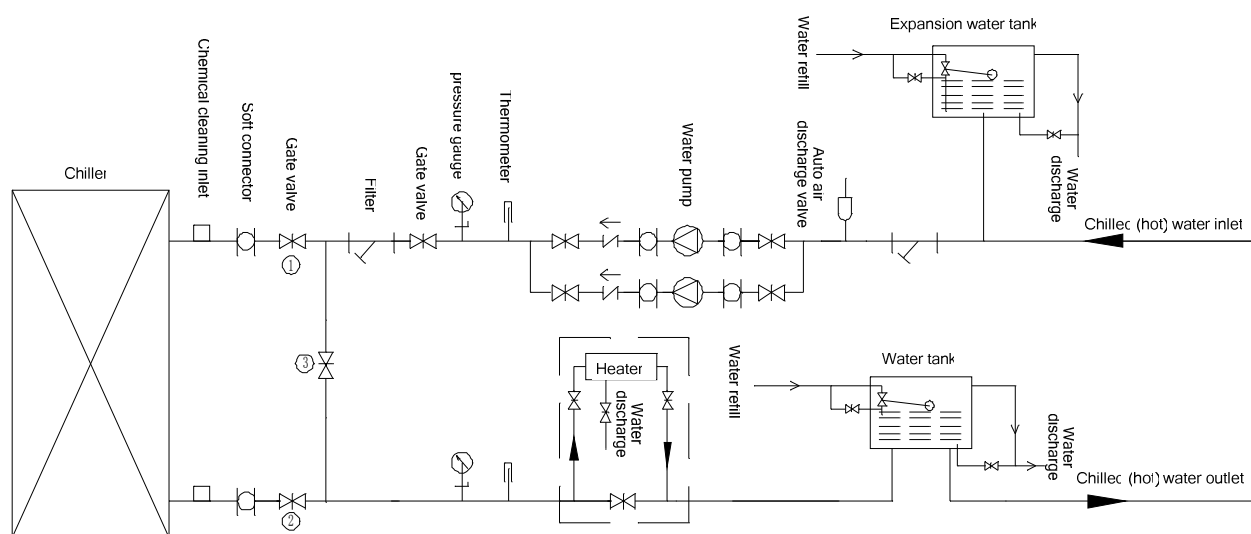 Expansion water tank
Water refill
Water discharge
Chemical cleaning inlet
Soft connector
Gate valve
Filter
Gate valve
pressure gauge
Thermometer
Water pump
Auto air
discharge valve
Chiller
Chilled (hot) water inlet
①
③
Heater
Water
discharge
Water refill
Water tank
Water
discharge
Chilled (hot) water outlet
②